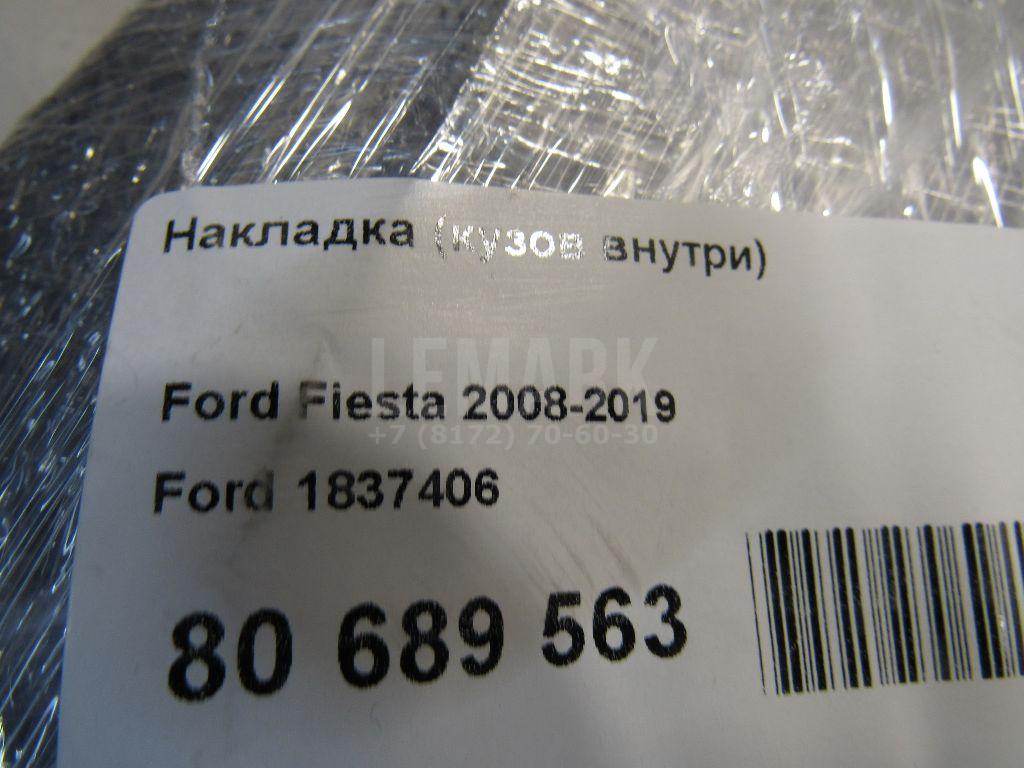 Накладка (кузов внутри)
LEMARK
Ford Fiesta 2008-2019
+7 (8172) 70-60-30
Ford 1837406
80 689 563